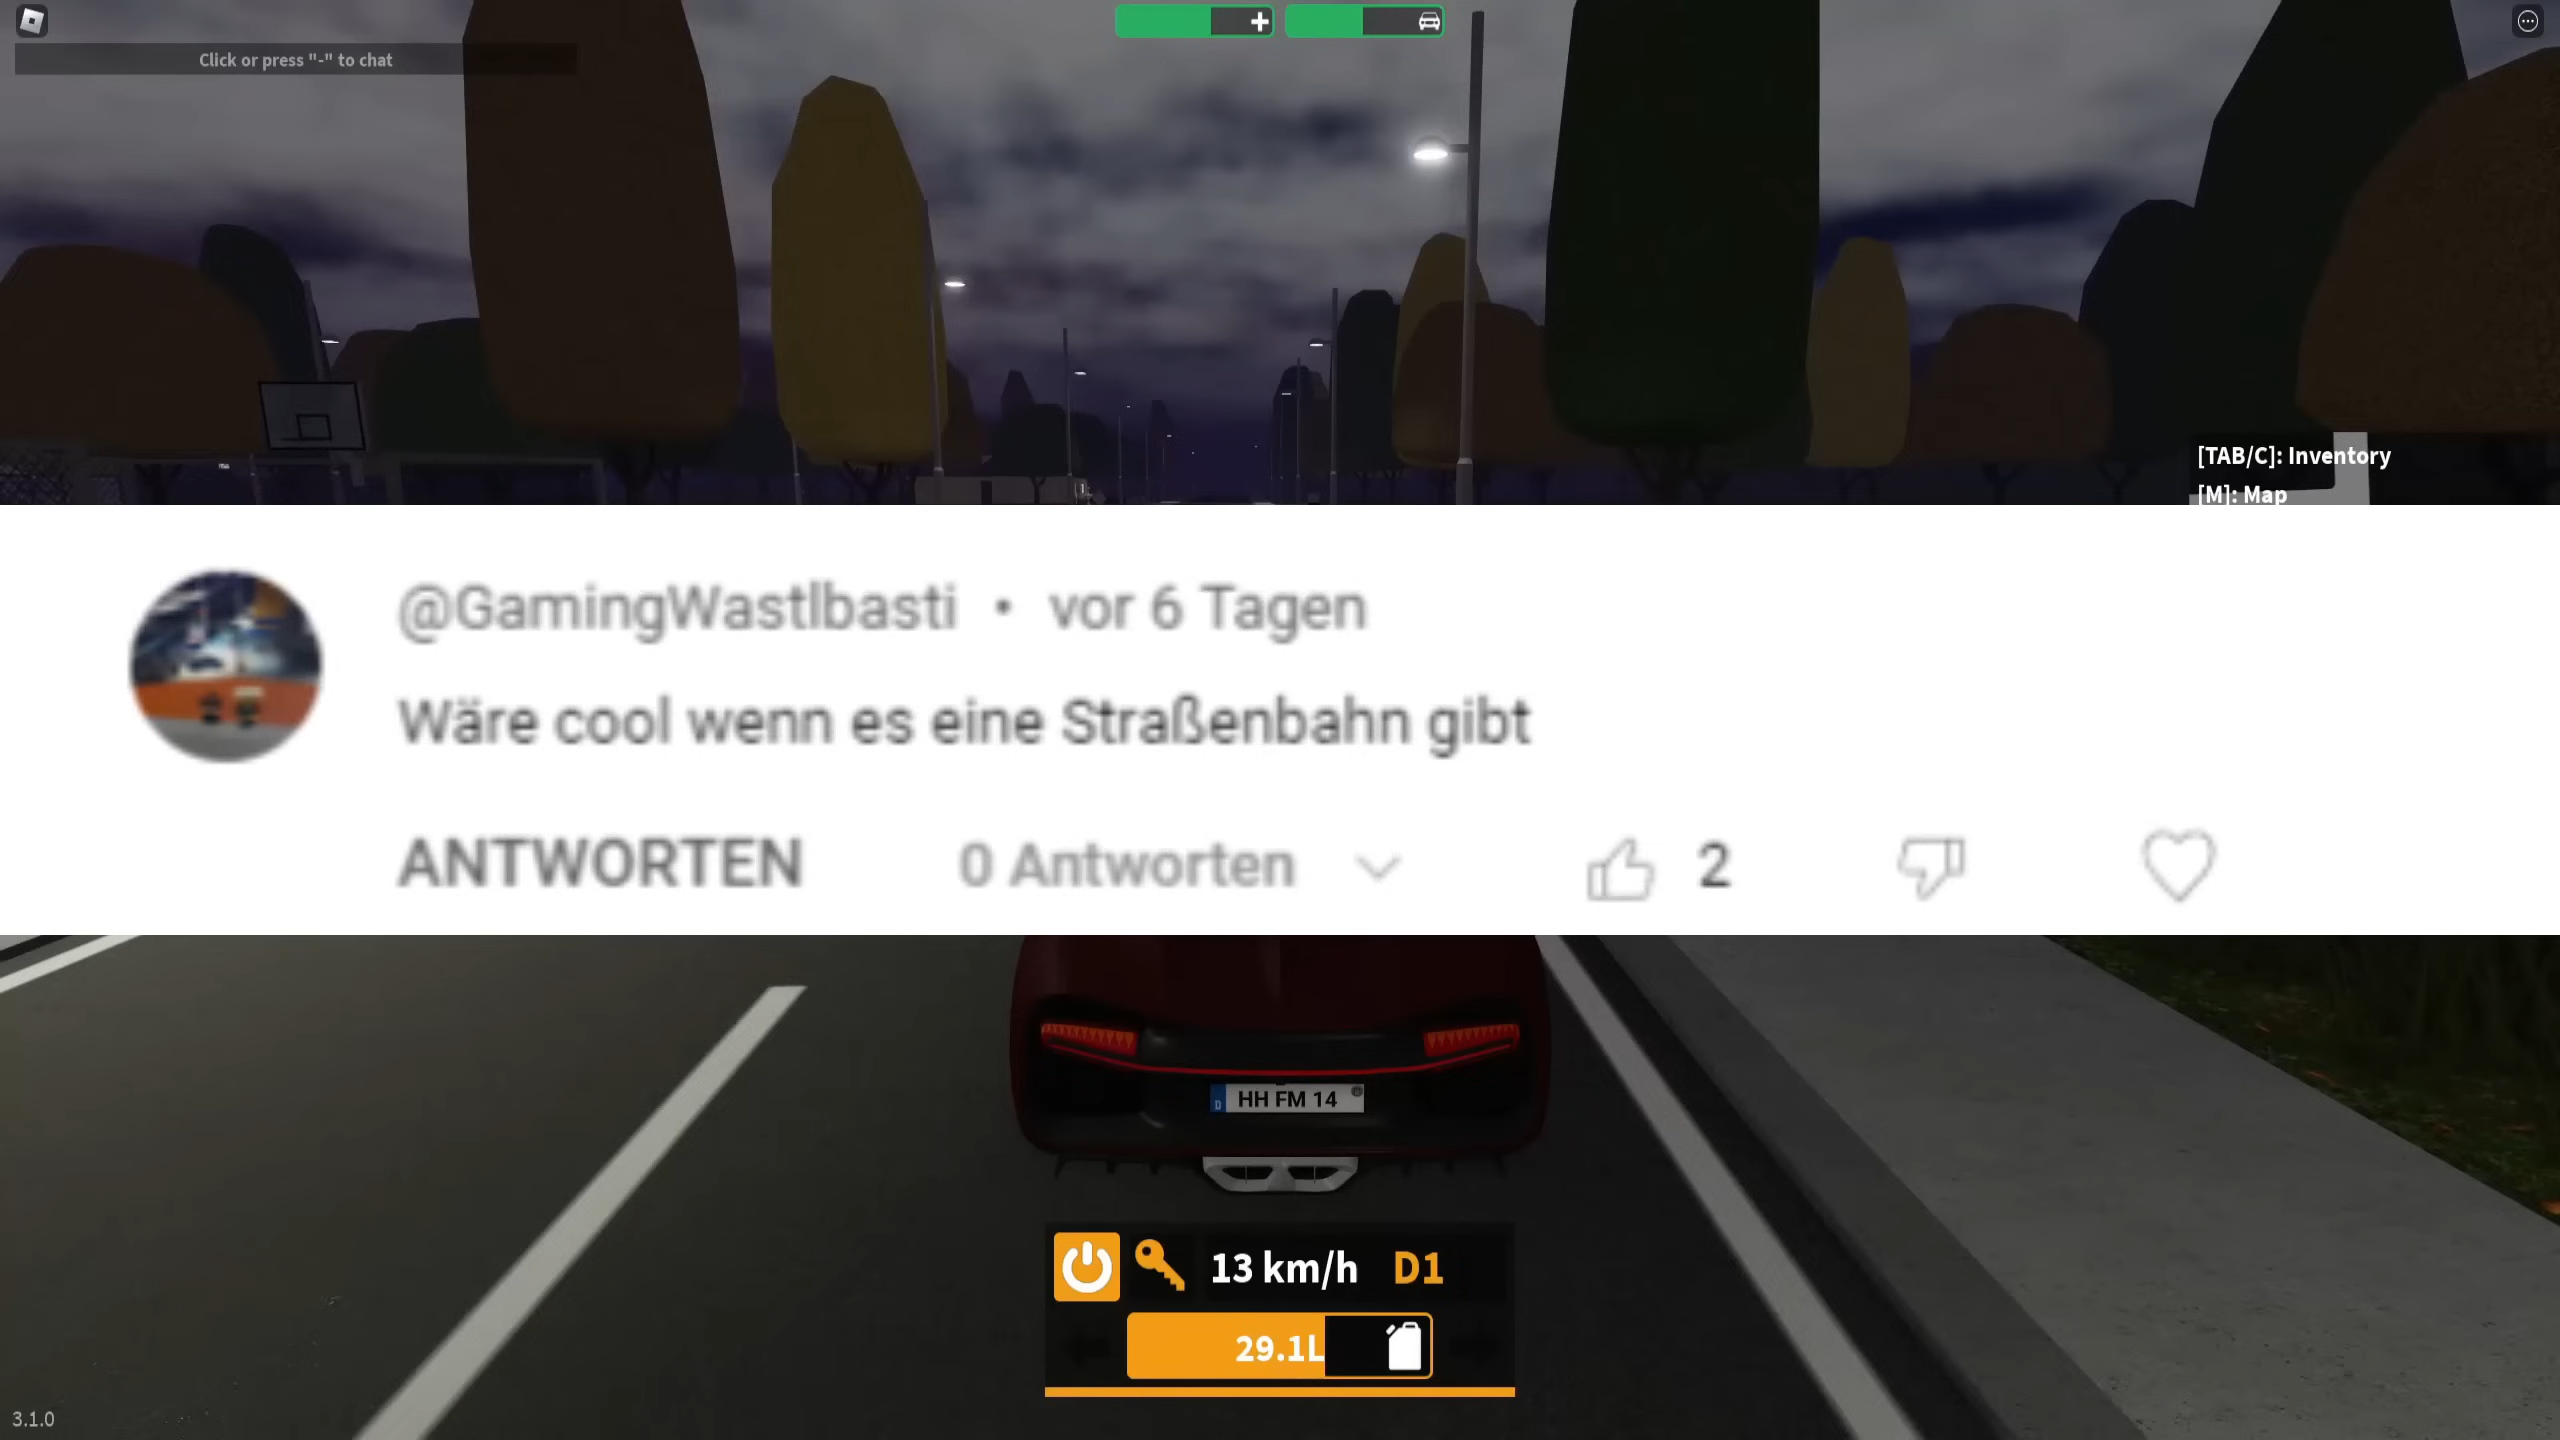 Click or press "-" to chat
[TAB/C]: Inventory
[M]: Map
@GamingWastlbasti • vor 6 Tagen
Wäre cool wenn es eine Straßenbahn gibt
ANTWORTEN 0 Antworten 2
D HH FM 14
13 km/h D1
29.1L
3.1.0